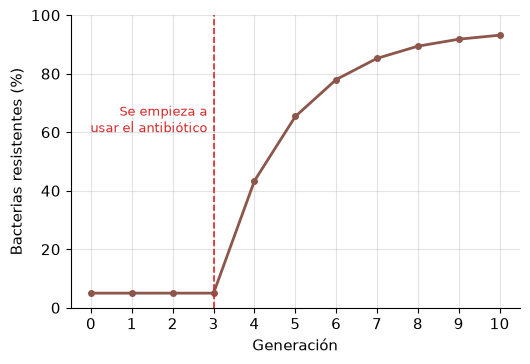 100
80
60
40
20
0
Bacterias resistentes (%)
Se empieza a
usar el antibiótico
0 1 2 3 4 5 6 7 8 9 10
Generación